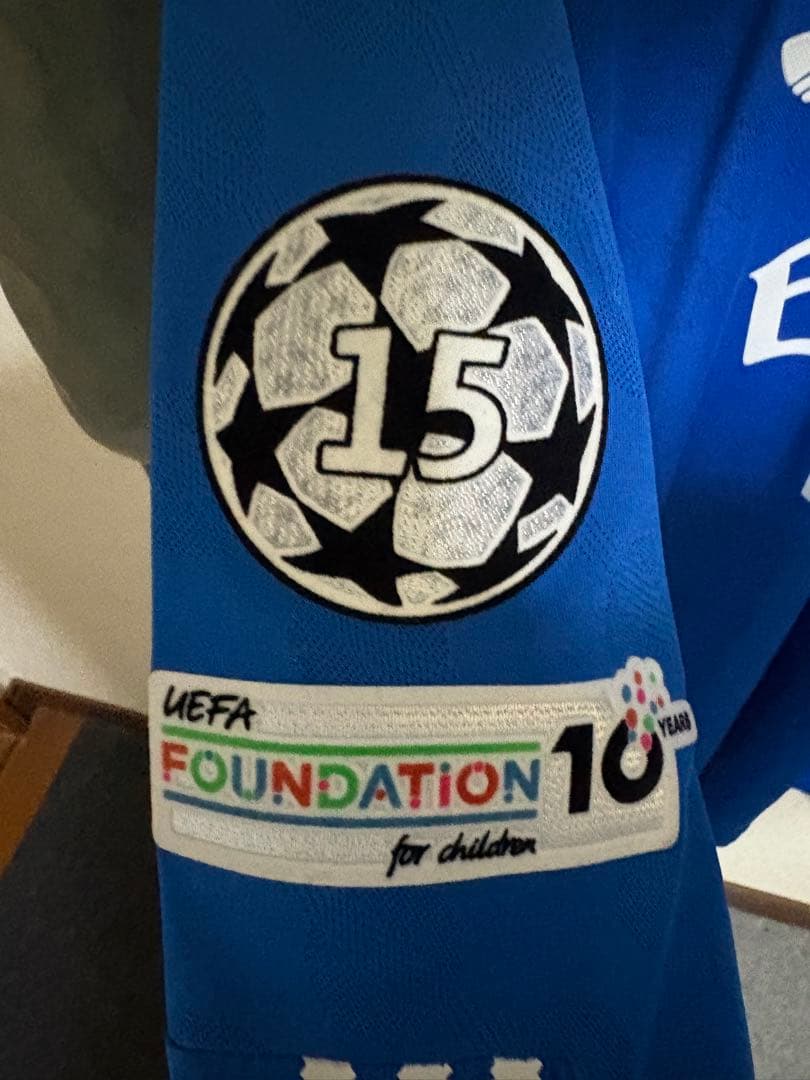 15
UEFA
FOUNDATION
for children
10
YEARS
E